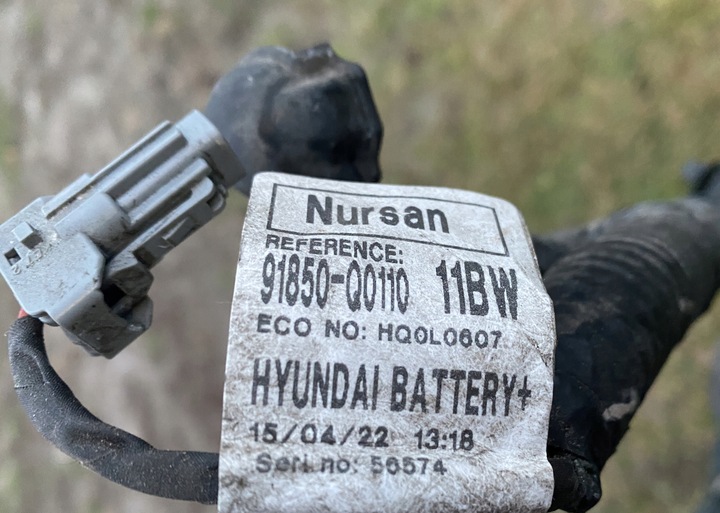 Nursan
REFERENCE:
91850-Q0110 11BW
ECO NO: HQ0L0607
HYUNDAI BATTERY+
15/04/22 13:18
Seri no: 56574